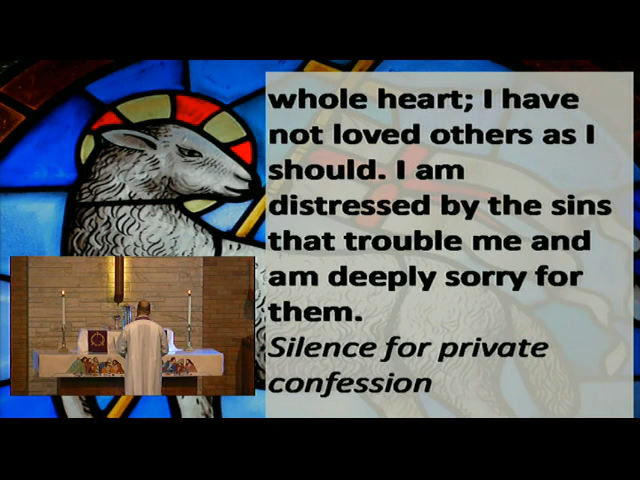 whole heart; I have
not loved others as I
should. I am
distressed by the sins
that trouble me and
am deeply sorry for
them.
Silence for private
confession